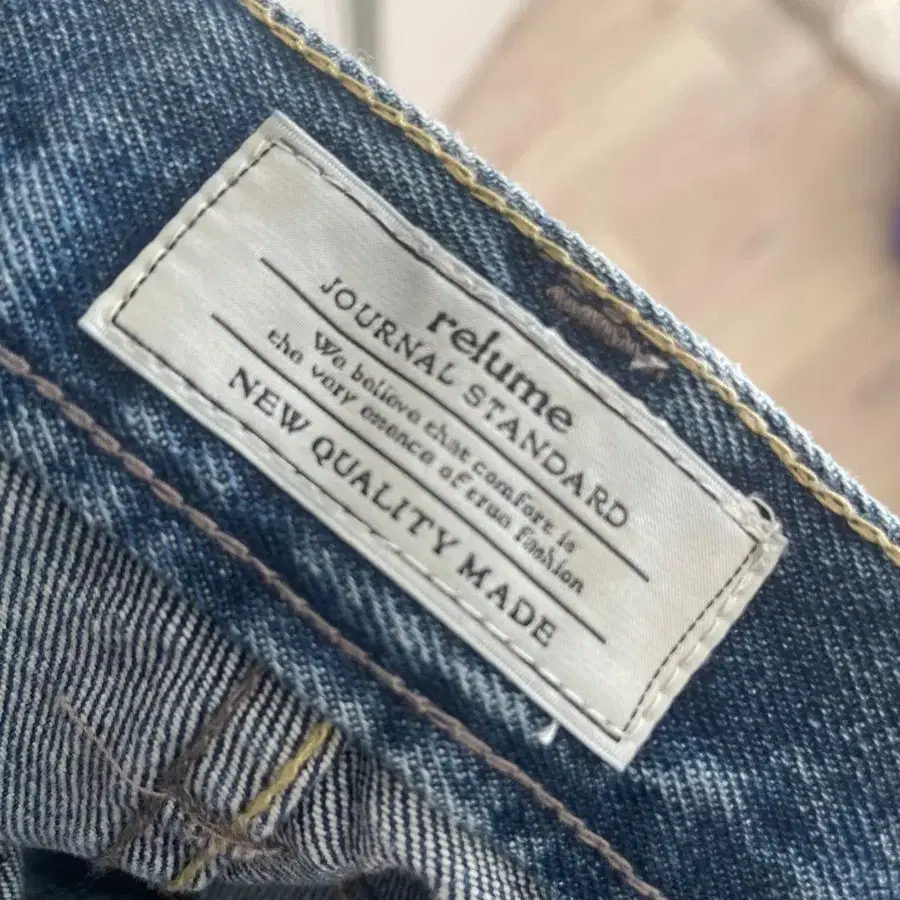 relume
JOURNAL STANDARD
We believe that comfort is
the very essence of true fashion
NEW QUALITY MADE